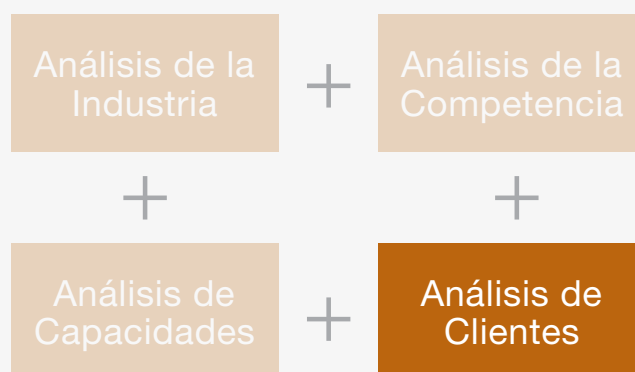 Análisis de la
Industria
+
Análisis de la
Competencia
+
+
Análisis de
Capacidades
+
Análisis de
Clientes